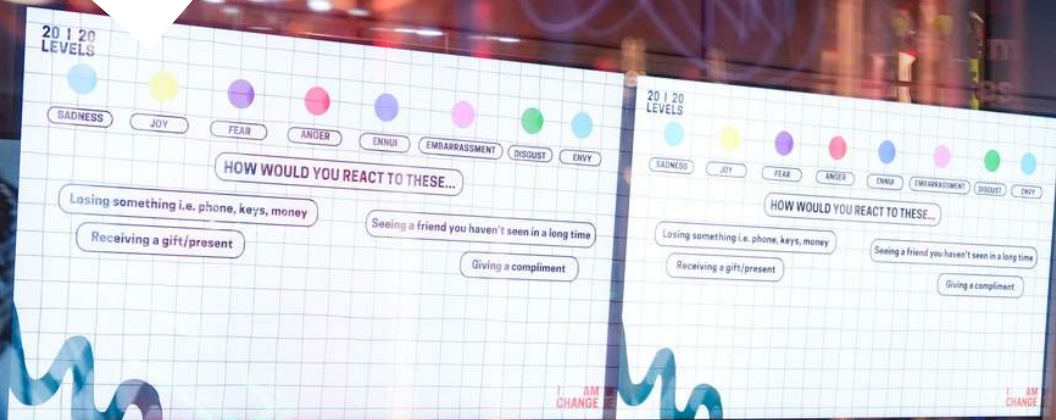 20 | 20
LEVELS
SADNESS
JOY
FEAR
ANGER
ENNUI
EMBARRASSMENT
DISGUST
ENVY
HOW WOULD YOU REACT TO THESE...
Losing something i.e. phone, keys, money
Seeing a friend you haven't seen in a long time
Receiving a gift/present
Giving a compliment
I AM
CHANGE
20 | 20
LEVELS
SADNESS
JOY
FEAR
ANGER
ENNUI
EMBARRASSMENT
DISGUST
ENVY
HOW WOULD YOU REACT TO THESE...
Losing something i.e. phone, keys, money
Seeing a friend you haven't seen in a long time
Receiving a gift/present
Giving a compliment
I AM
CHANGE